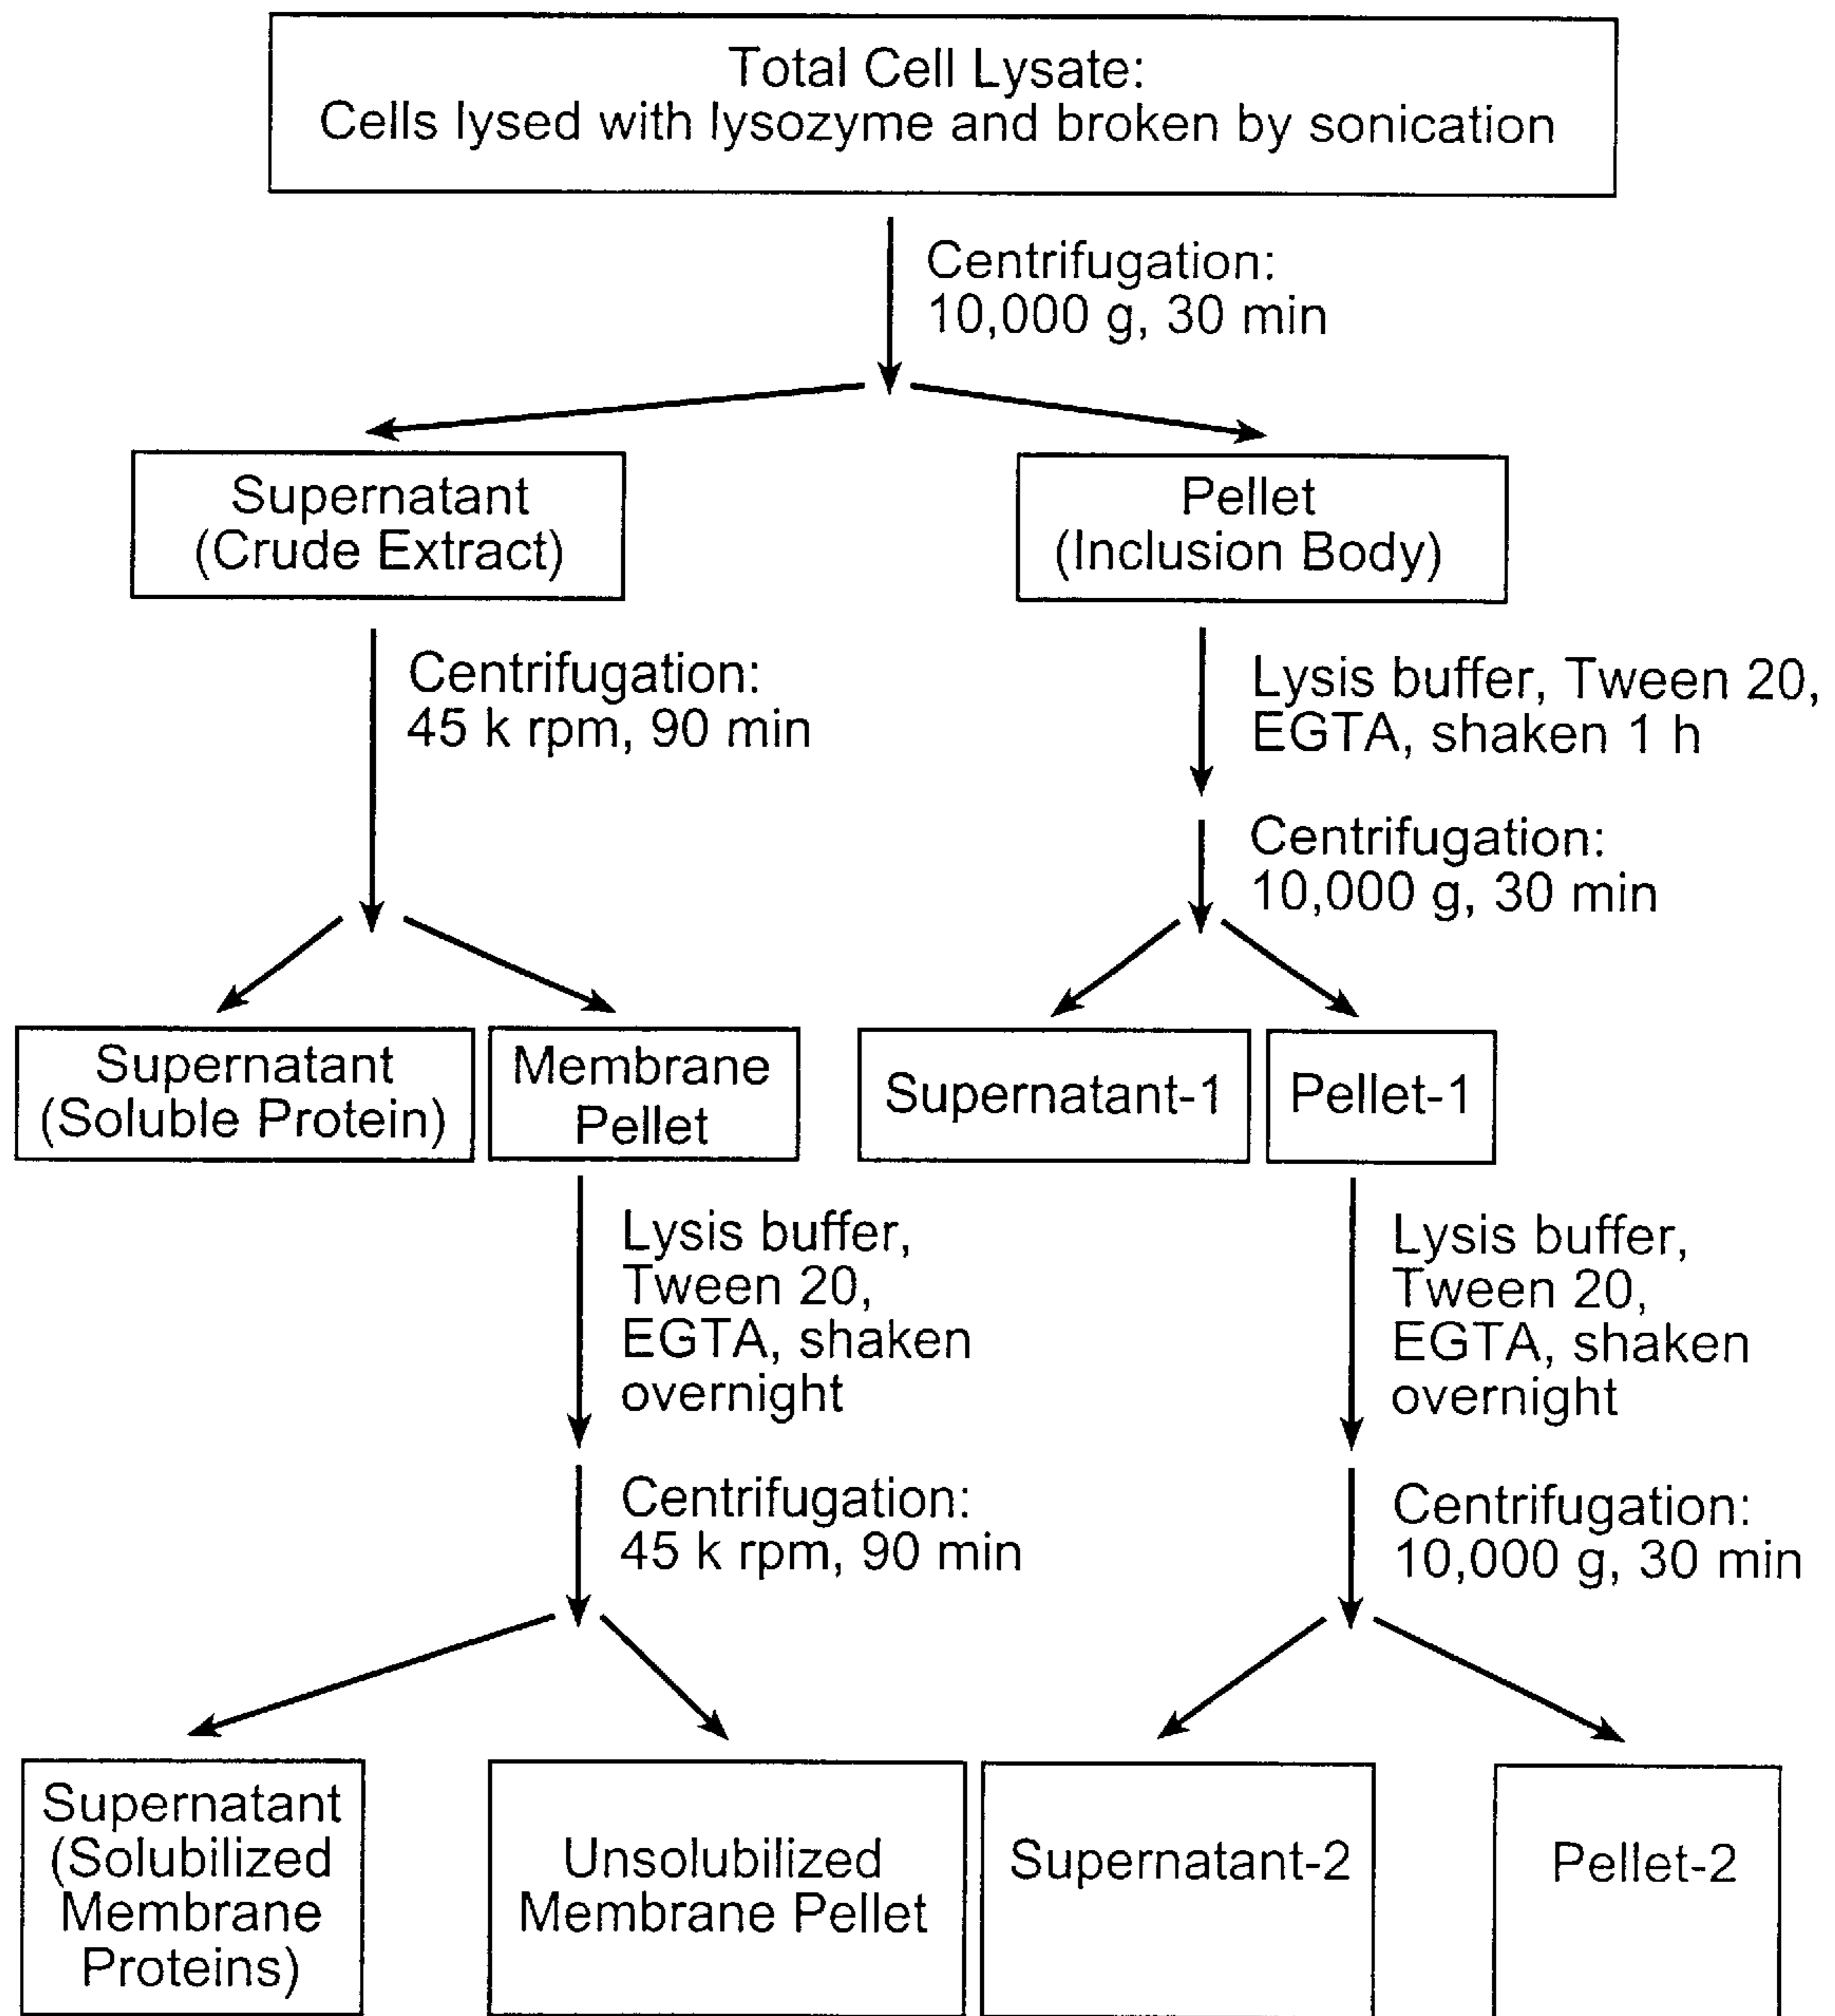 Total Cell Lysate:
Cells lysed with lysozyme and broken by sonication
Centrifugation:
10,000 g, 30 min
Supernatant
(Crude Extract)
Pellet
(Inclusion Body)
Centrifugation:
45 k rpm, 90 min
Lysis buffer, Tween 20,
EGTA, shaken 1 h
Centrifugation:
10,000 g, 30 min
Supernatant
(Soluble Protein)
Membrane
Pellet
Supernatant-1
Pellet-1
Lysis buffer,
Tween 20,
EGTA, shaken
overnight
Lysis buffer,
Tween 20,
EGTA, shaken
overnight
Centrifugation:
45 k rpm, 90 min
Centrifugation:
10,000 g, 30 min
Supernatant
(Solubilized
Membrane
Proteins)
Unsolubilized
Membrane Pellet
Supernatant-2
Pellet-2